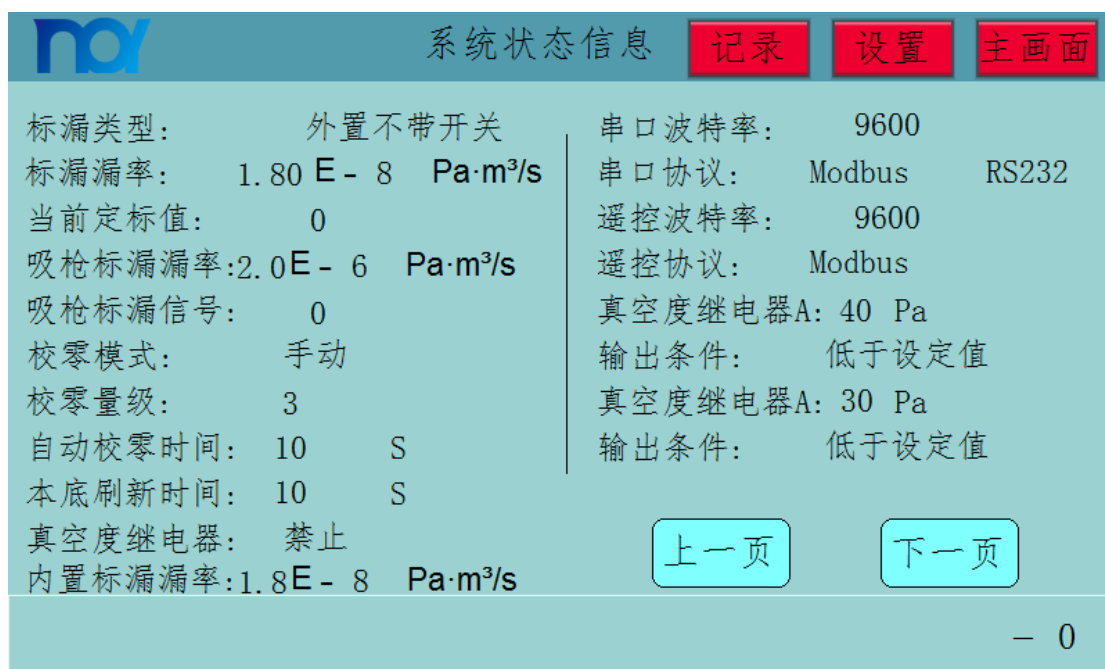 系统状态信息 记录 设置 主画面
标漏类型: 外置不带开关
标漏漏率: 1.80 E - 8 Pa·m³/s
当前定标值: 0
吸枪标漏漏率:2.0E - 6 Pa·m³/s
吸枪标漏信号: 0
校零模式: 手动
校零量级: 3
自动校零时间: 10 S
本底刷新时间: 10 S
真空度继电器: 禁止
内置标漏漏率:1.8E - 8 Pa·m³/s
串口波特率: 9600
串口协议: Modbus RS232
遥控波特率: 9600
遥控协议: Modbus
真空度继电器A: 40 Pa
输出条件: 低于设定值
真空度继电器A: 30 Pa
输出条件: 低于设定值
上一页 下一页
- 0